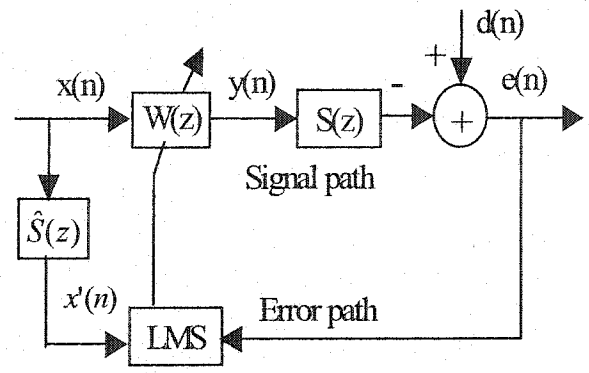 d(n)
+
x(n)
y(n)
-
e(n)
W(z)
S(z)
+
Signal path
Ŝ(z)
x'(n)
Error path
LMS